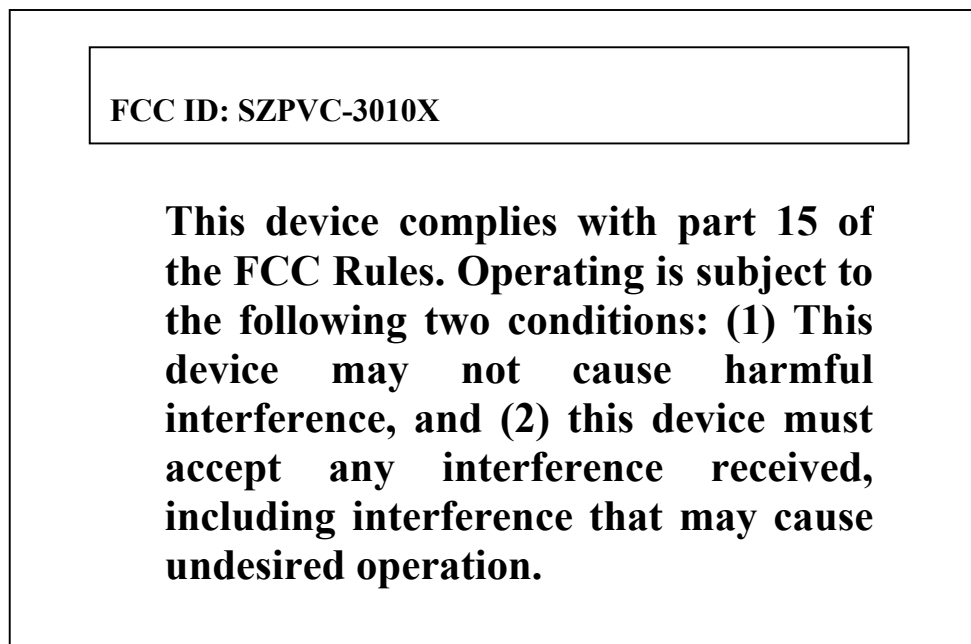 FCC ID: SZPVC-3010X
This device complies with part 15 of
the FCC Rules. Operating is subject to
the following two conditions: (1) This
device may not cause harmful
interference, and (2) this device must
accept any interference received,
including interference that may cause
undesired operation.